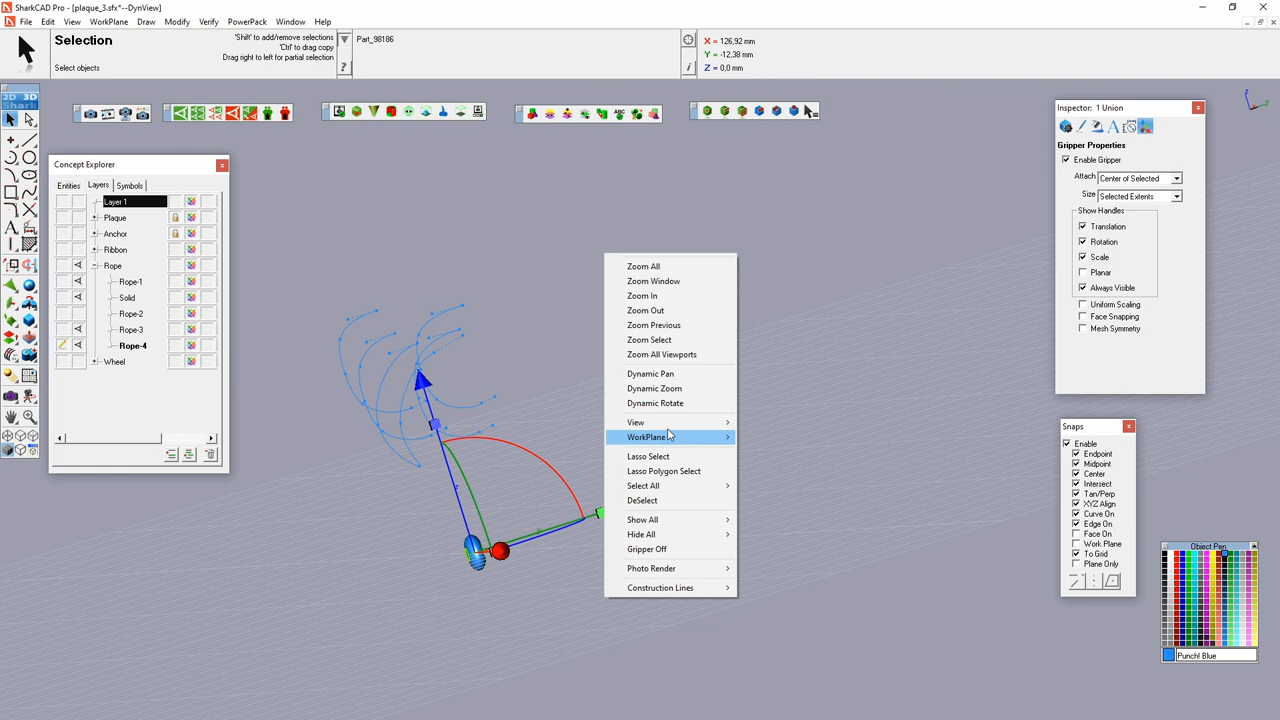 SharkCAD Pro - [plaque_3.sfx*--DynView]
File Edit View WorkPlane Draw Modify Verify PowerPack Window Help
Selection
Select objects
'Shift' to add/remove selections
'Ctrl' to drag copy
Drag right to left for partial selection
Part_98186
X = 126,92 mm
Y = -12,38 mm
Z = 0,0 mm
2D 3D
Shark
Concept Explorer
Entities Layers Symbols
Layer 1
Plaque
Anchor
Ribbon
Rope
Rope-1
Solid
Rope-2
Rope-3
Rope-4
Wheel
Zoom All
Zoom Window
Zoom In
Zoom Out
Zoom Previous
Zoom Select
Zoom All Viewports
Dynamic Pan
Dynamic Zoom
Dynamic Rotate
View
WorkPlane
Lasso Select
Lasso Polygon Select
Select All
DeSelect
Show All
Hide All
Gripper Off
Photo Render
Construction Lines
Inspector: 1 Union
Gripper Properties
Enable Gripper
Attach Center of Selected
Size Selected Extents
Show Handles
Translation
Rotation
Scale
Planar
Always Visible
Uniform Scaling
Face Snapping
Mesh Symmetry
Snaps
Enable
Endpoint
Midpoint
Center
Intersect
Tan/Perp
XYZ Align
Curve On
Edge On
Face On
Work Plane
To Grid
Plane Only
Object Pen
Punch! Blue